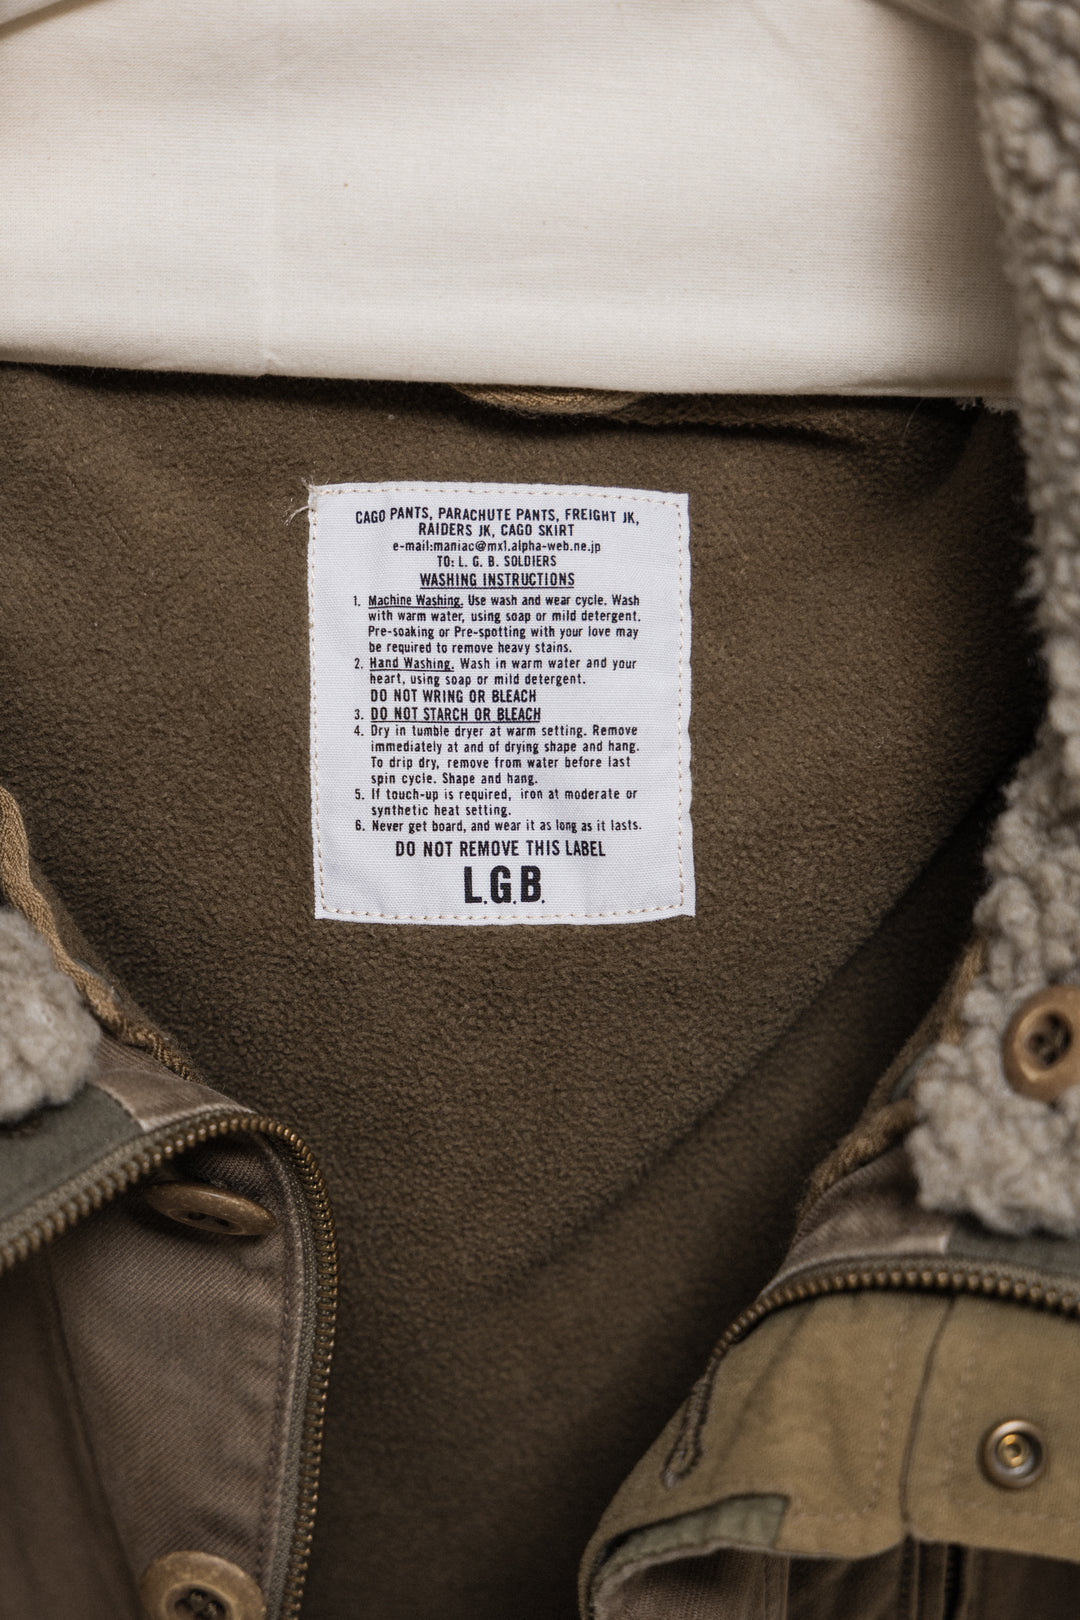 CAGO PANTS, PARACHUTE PANTS, FREIGHT JK,
RAIDERS JK, CAGO SKIRT
e-mail:maniac@mx1.alpha-web.ne.jp
TO: L. G. B. SOLDIERS
WASHING INSTRUCTIONS
1. Machine Washing. Use wash and wear cycle. Wash
with warm water, using soap or mild detergent.
Pre-soaking or Pre-spotting with your love may
be required to remove heavy stains.
2. Hand Washing. Wash in warm water and your
heart, using soap or mild detergent.
DO NOT WRING OR BLEACH
3. DO NOT STARCH OR BLEACH
4. Dry in tumble dryer at warm setting. Remove
immediately at and of drying shape and hang.
To drip dry, remove from water before last
spin cycle. Shape and hang.
5. If touch-up is required, iron at moderate or
synthetic heat setting.
6. Never get board, and wear it as long as it lasts.
DO NOT REMOVE THIS LABEL
L.G.B.